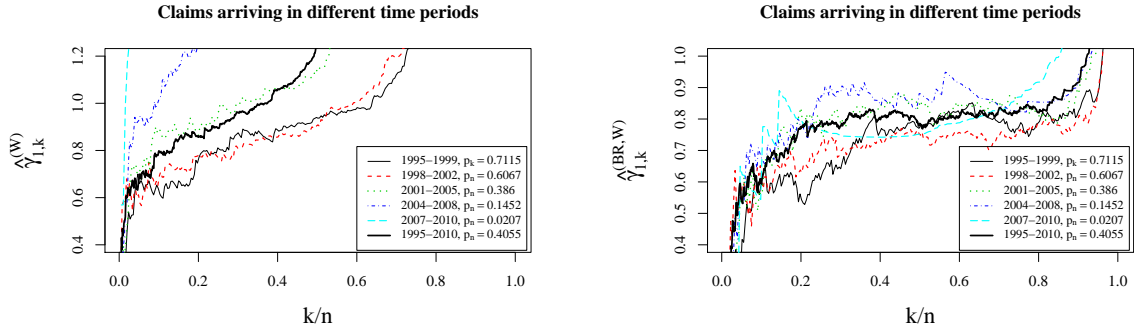 Claims arriving in different time periods
γ̂₁,ₖ^(W)
1.2
1.0
0.8
0.6
0.4
1995−1999, pₖ = 0.7115
1998−2002, pₙ = 0.6067
2001−2005, pₙ = 0.386
2004−2008, pₙ = 0.1452
2007−2010, pₙ = 0.0207
1995−2010, pₙ = 0.4055
0.0 0.2 0.4 0.6 0.8 1.0
k/n
Claims arriving in different time periods
γ̂₁,ₖ^(BR,W)
1.0
0.9
0.8
0.7
0.6
0.5
0.4
1995−1999, pₖ = 0.7115
1998−2002, pₙ = 0.6067
2001−2005, pₙ = 0.386
2004−2008, pₙ = 0.1452
2007−2010, pₙ = 0.0207
1995−2010, pₙ = 0.4055
0.0 0.2 0.4 0.6 0.8 1.0
k/n